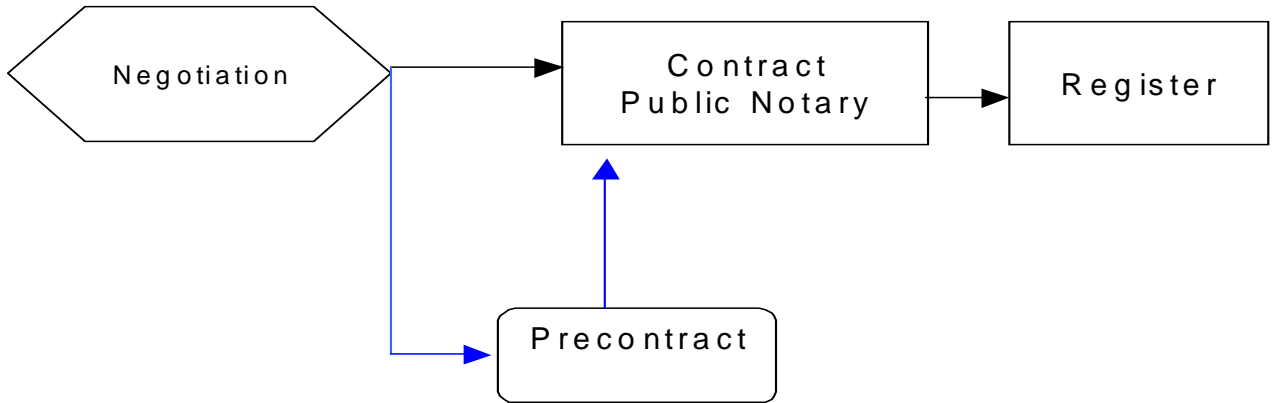 Negotiation
Contract
Public Notary
Register
Precontract